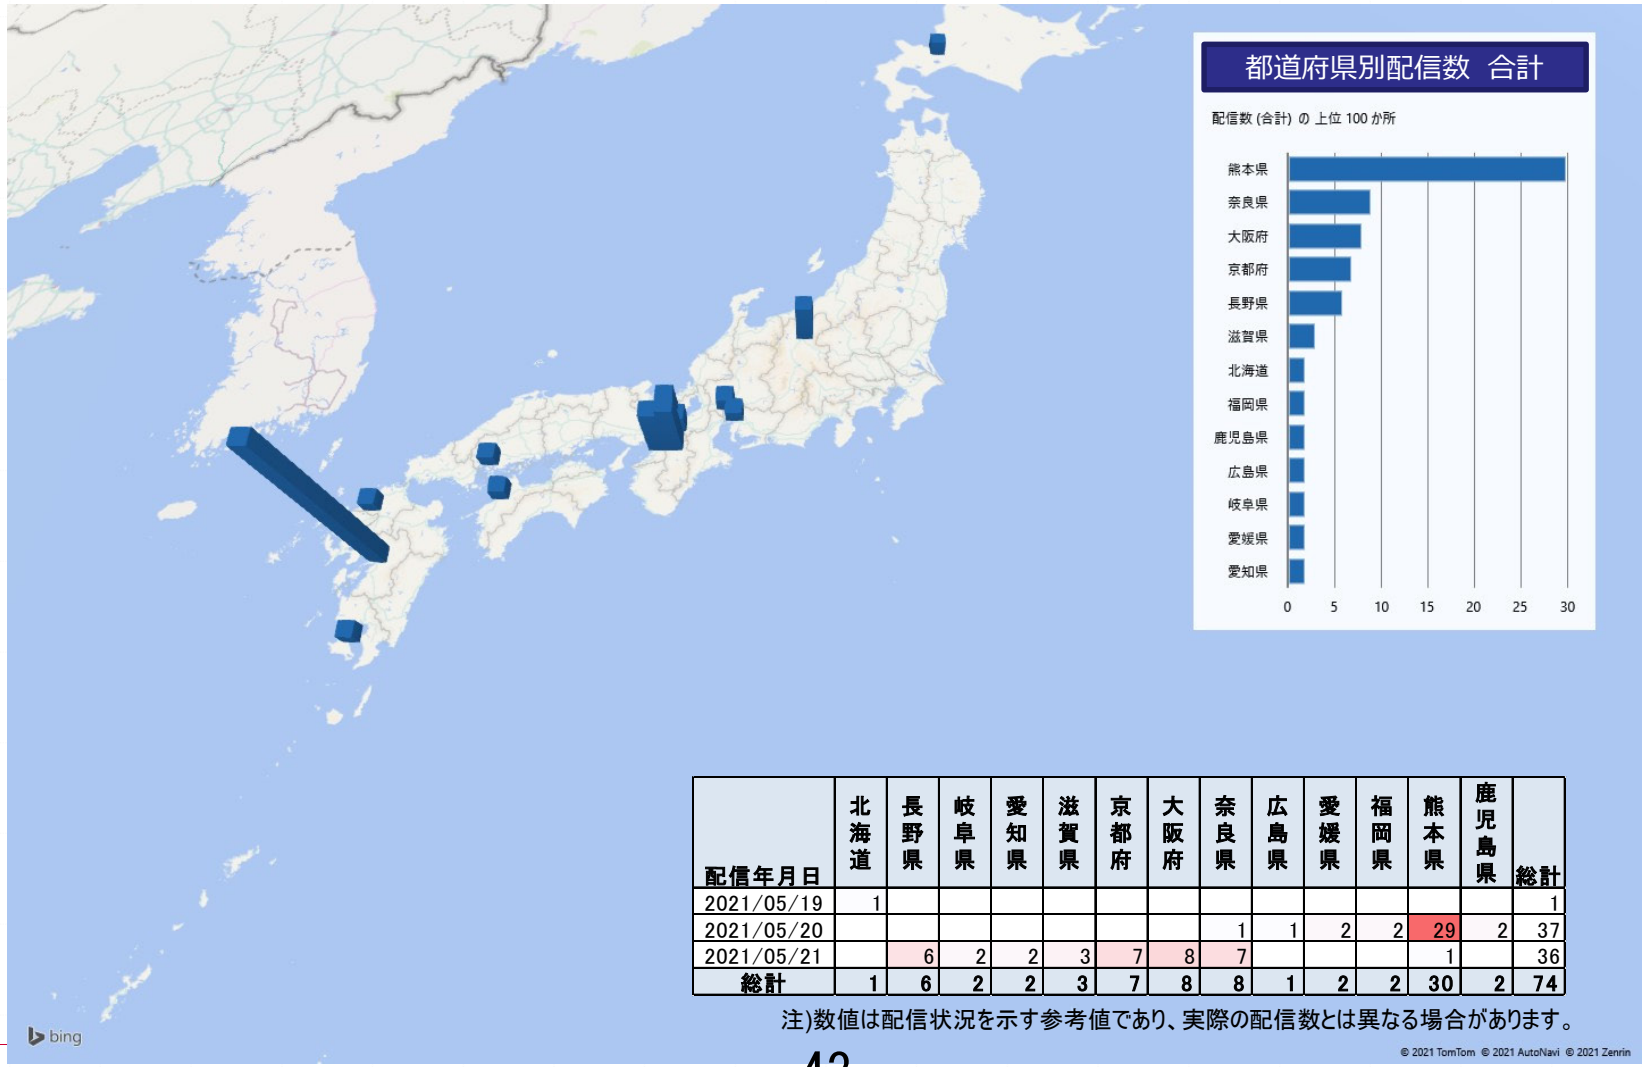 都道府県別配信数 合計
配信数 (合計) の 上位 100 か所
熊本県
奈良県
大阪府
京都府
長野県
滋賀県
北海道
福岡県
鹿児島県
広島県
岐阜県
愛媛県
愛知県
0 5 10 15 20 25 30
配信年月日 北海道 長野県 岐阜県 愛知県 滋賀県 京都府 大阪府 奈良県 広島県 愛媛県 福岡県 熊本県 鹿児島県 総計
2021/05/19 1 1
2021/05/20 1 1 2 2 29 2 37
2021/05/21 6 2 2 3 7 8 7 1 36
総計 1 6 2 2 3 7 8 8 1 2 2 30 2 74
注)数値は配信状況を示す参考値であり、実際の配信数とは異なる場合があります。
bing
© 2021 TomTom © 2021 AutoNavi © 2021 Zenrin